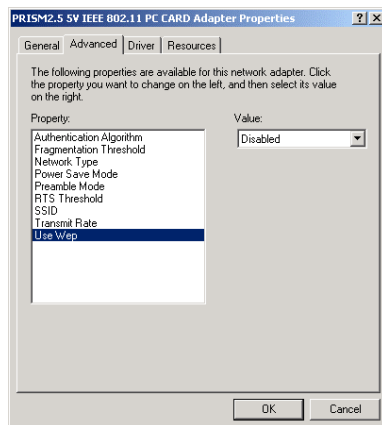 PRISM2.5 5V IEEE 802.11 PC CARD Adapter Properties
General Advanced Driver Resources
The following properties are available for this network adapter. Click
the property you want to change on the left, and then select its value
on the right.
Property: Value:
Authentication Algorithm Disabled
Fragmentation Threshold
Network Type
Power Save Mode
Preamble Mode
RTS Threshold
SSID
Transmit Rate
Use Wep
OK Cancel